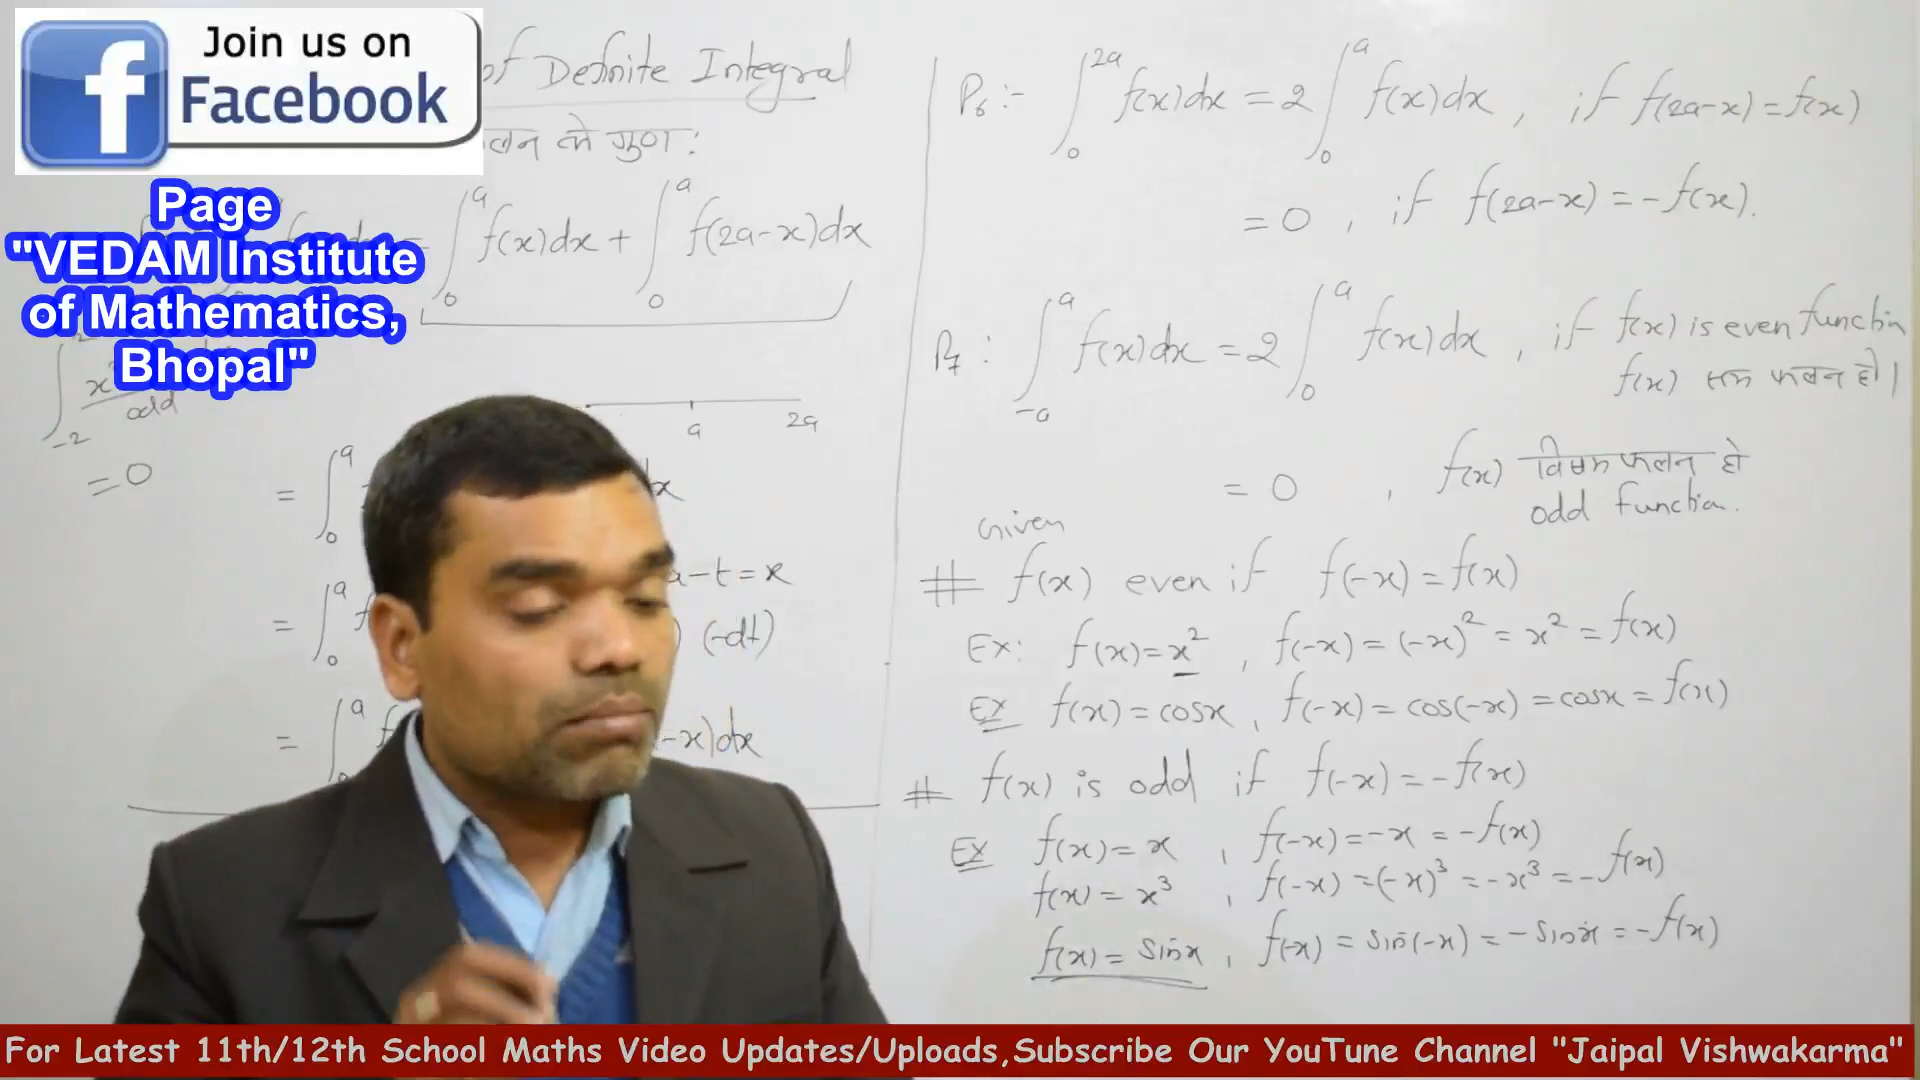 Join us on
Facebook
Page
"VEDAM Institute
of Mathematics,
Bhopal"
of Definite Integral
के गुण :
= ∫₀ᵃ f(x)dx + ∫₀ᵃ f(2a-x)dx
odd
-2
= 0
a 2a
= ∫₀ᵃ
a-t = x
= ∫₀ᵃ (-dt)
= ∫₀ᵃ -x)dx
P₆ :- ∫₀²ᵃ f(x)dx = 2 ∫₀ᵃ f(x)dx , if f(2a-x) = f(x)
= 0 , if f(2a-x) = -f(x).
P₇ : ∫₋ₐᵃ f(x)dx = 2 ∫₀ᵃ f(x)dx , if f(x) is even function
f(x) सम फलन हो।
= 0 , f(x) विषम फलन हो
odd function.
Given
# f(x) even if f(-x) = f(x)
Ex: f(x) = x² , f(-x) = (-x)² = x² = f(x)
Ex f(x) = cosx , f(-x) = cos(-x) = cosx = f(x)
# f(x) is odd if f(-x) = -f(x)
Ex f(x) = x , f(-x) = -x = -f(x)
f(x) = x³ , f(-x) = (-x)³ = -x³ = -f(x)
f(x) = sinx , f(-x) = sin(-x) = -sinx = -f(x)
For Latest 11th/12th School Maths Video Updates/Uploads,Subscribe Our YouTune Channel "Jaipal Vishwakarma"